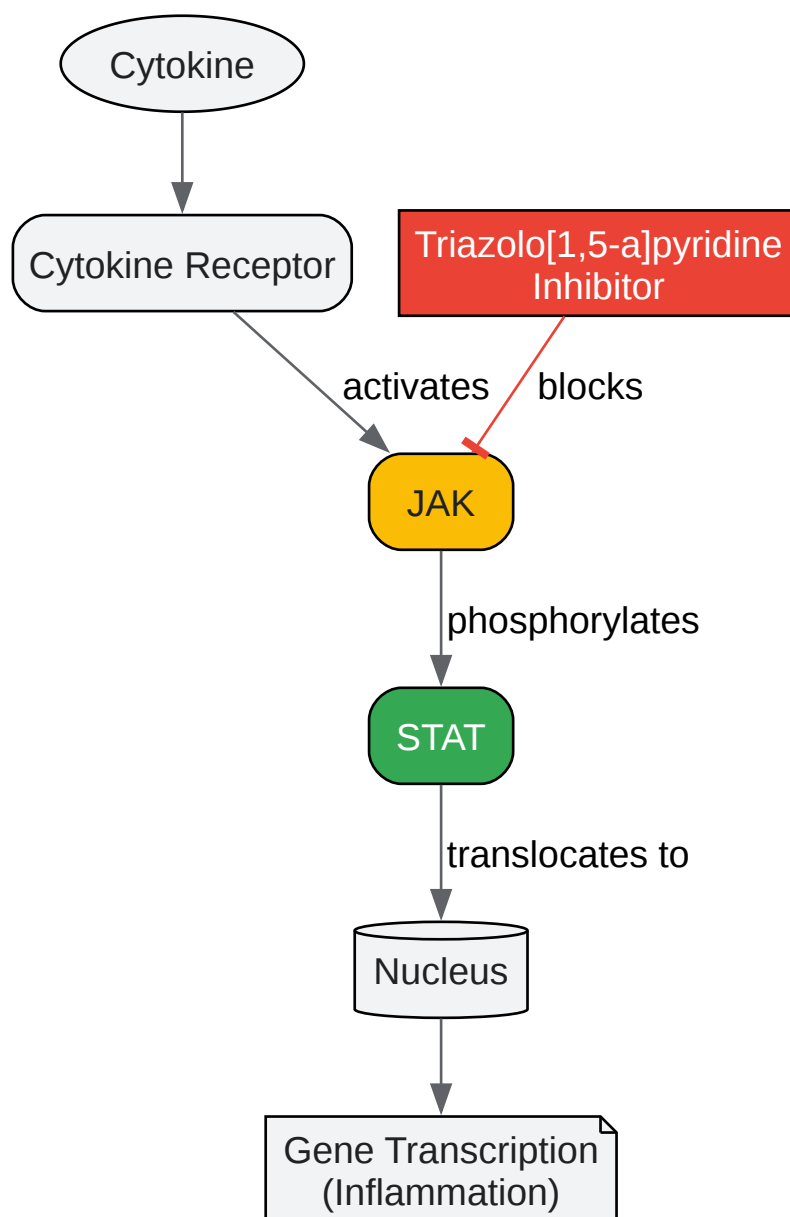 Cytokine
Cytokine Receptor
Triazolo[1,5-a]pyridine
Inhibitor
activates
blocks
JAK
phosphorylates
STAT
translocates to
Nucleus
Gene Transcription
(Inflammation)